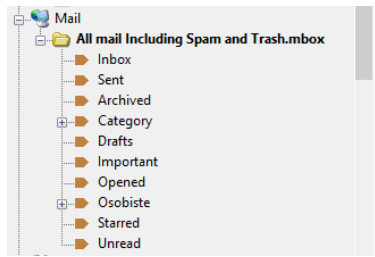 Mail
All mail Including Spam and Trash.mbox
Inbox
Sent
Archived
Category
Drafts
Important
Opened
Osobiste
Starred
Unread